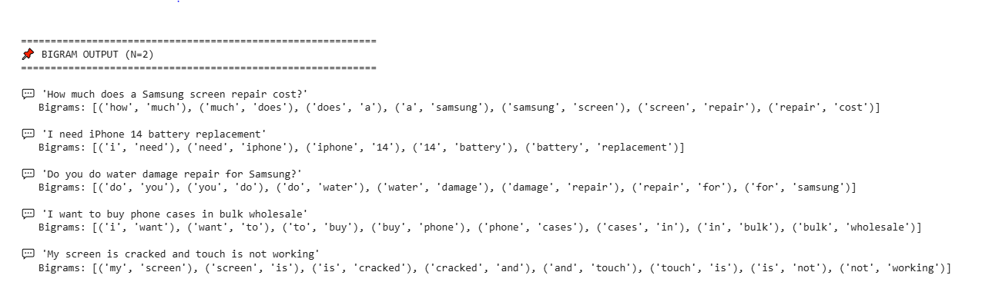 ============================================================
📌 BIGRAM OUTPUT (N=2)
============================================================
💬 'How much does a Samsung screen repair cost?'
Bigrams: [('how', 'much'), ('much', 'does'), ('does', 'a'), ('a', 'samsung'), ('samsung', 'screen'), ('screen', 'repair'), ('repair', 'cost')]
💬 'I need iPhone 14 battery replacement'
Bigrams: [('i', 'need'), ('need', 'iphone'), ('iphone', '14'), ('14', 'battery'), ('battery', 'replacement')]
💬 'Do you do water damage repair for Samsung?'
Bigrams: [('do', 'you'), ('you', 'do'), ('do', 'water'), ('water', 'damage'), ('damage', 'repair'), ('repair', 'for'), ('for', 'samsung')]
💬 'I want to buy phone cases in bulk wholesale'
Bigrams: [('i', 'want'), ('want', 'to'), ('to', 'buy'), ('buy', 'phone'), ('phone', 'cases'), ('cases', 'in'), ('in', 'bulk'), ('bulk', 'wholesale')]
💬 'My screen is cracked and touch is not working'
Bigrams: [('my', 'screen'), ('screen', 'is'), ('is', 'cracked'), ('cracked', 'and'), ('and', 'touch'), ('touch', 'is'), ('is', 'not'), ('not', 'working')]